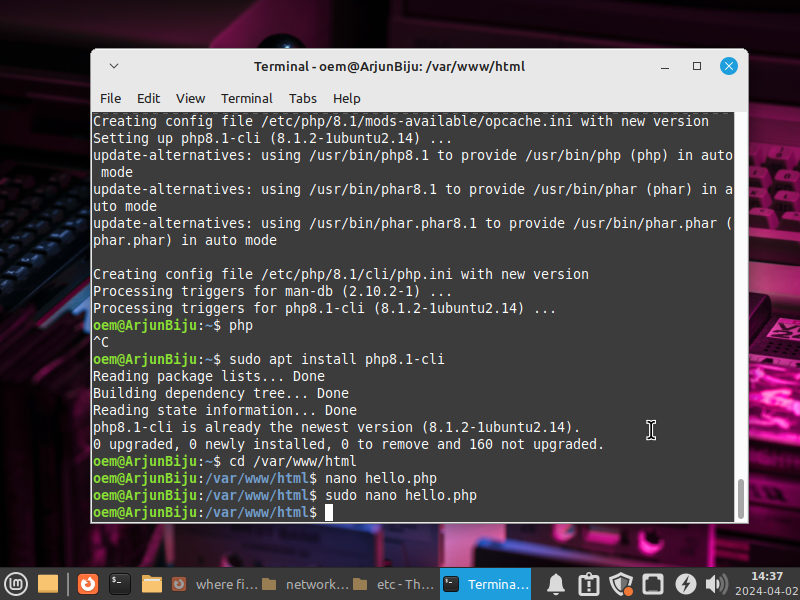 Terminal - oem@ArjunBiju: /var/www/html
File Edit View Terminal Tabs Help
Creating config file /etc/php/8.1/mods-available/opcache.ini with new version
Setting up php8.1-cli (8.1.2-1ubuntu2.14) ...
update-alternatives: using /usr/bin/php8.1 to provide /usr/bin/php (php) in auto
 mode
update-alternatives: using /usr/bin/phar8.1 to provide /usr/bin/phar (phar) in a
uto mode
update-alternatives: using /usr/bin/phar.phar8.1 to provide /usr/bin/phar.phar (
phar.phar) in auto mode
Creating config file /etc/php/8.1/cli/php.ini with new version
Processing triggers for man-db (2.10.2-1) ...
Processing triggers for php8.1-cli (8.1.2-1ubuntu2.14) ...
oem@ArjunBiju:~$ php
^C
oem@ArjunBiju:~$ sudo apt install php8.1-cli
Reading package lists... Done
Building dependency tree... Done
Reading state information... Done
php8.1-cli is already the newest version (8.1.2-1ubuntu2.14).
0 upgraded, 0 newly installed, 0 to remove and 160 not upgraded.
oem@ArjunBiju:~$ cd /var/www/html
oem@ArjunBiju:/var/www/html$ nano hello.php
oem@ArjunBiju:/var/www/html$ sudo nano hello.php
oem@ArjunBiju:/var/www/html$
where fi... network... etc - Th... Termina... 14:37
2024-04-02